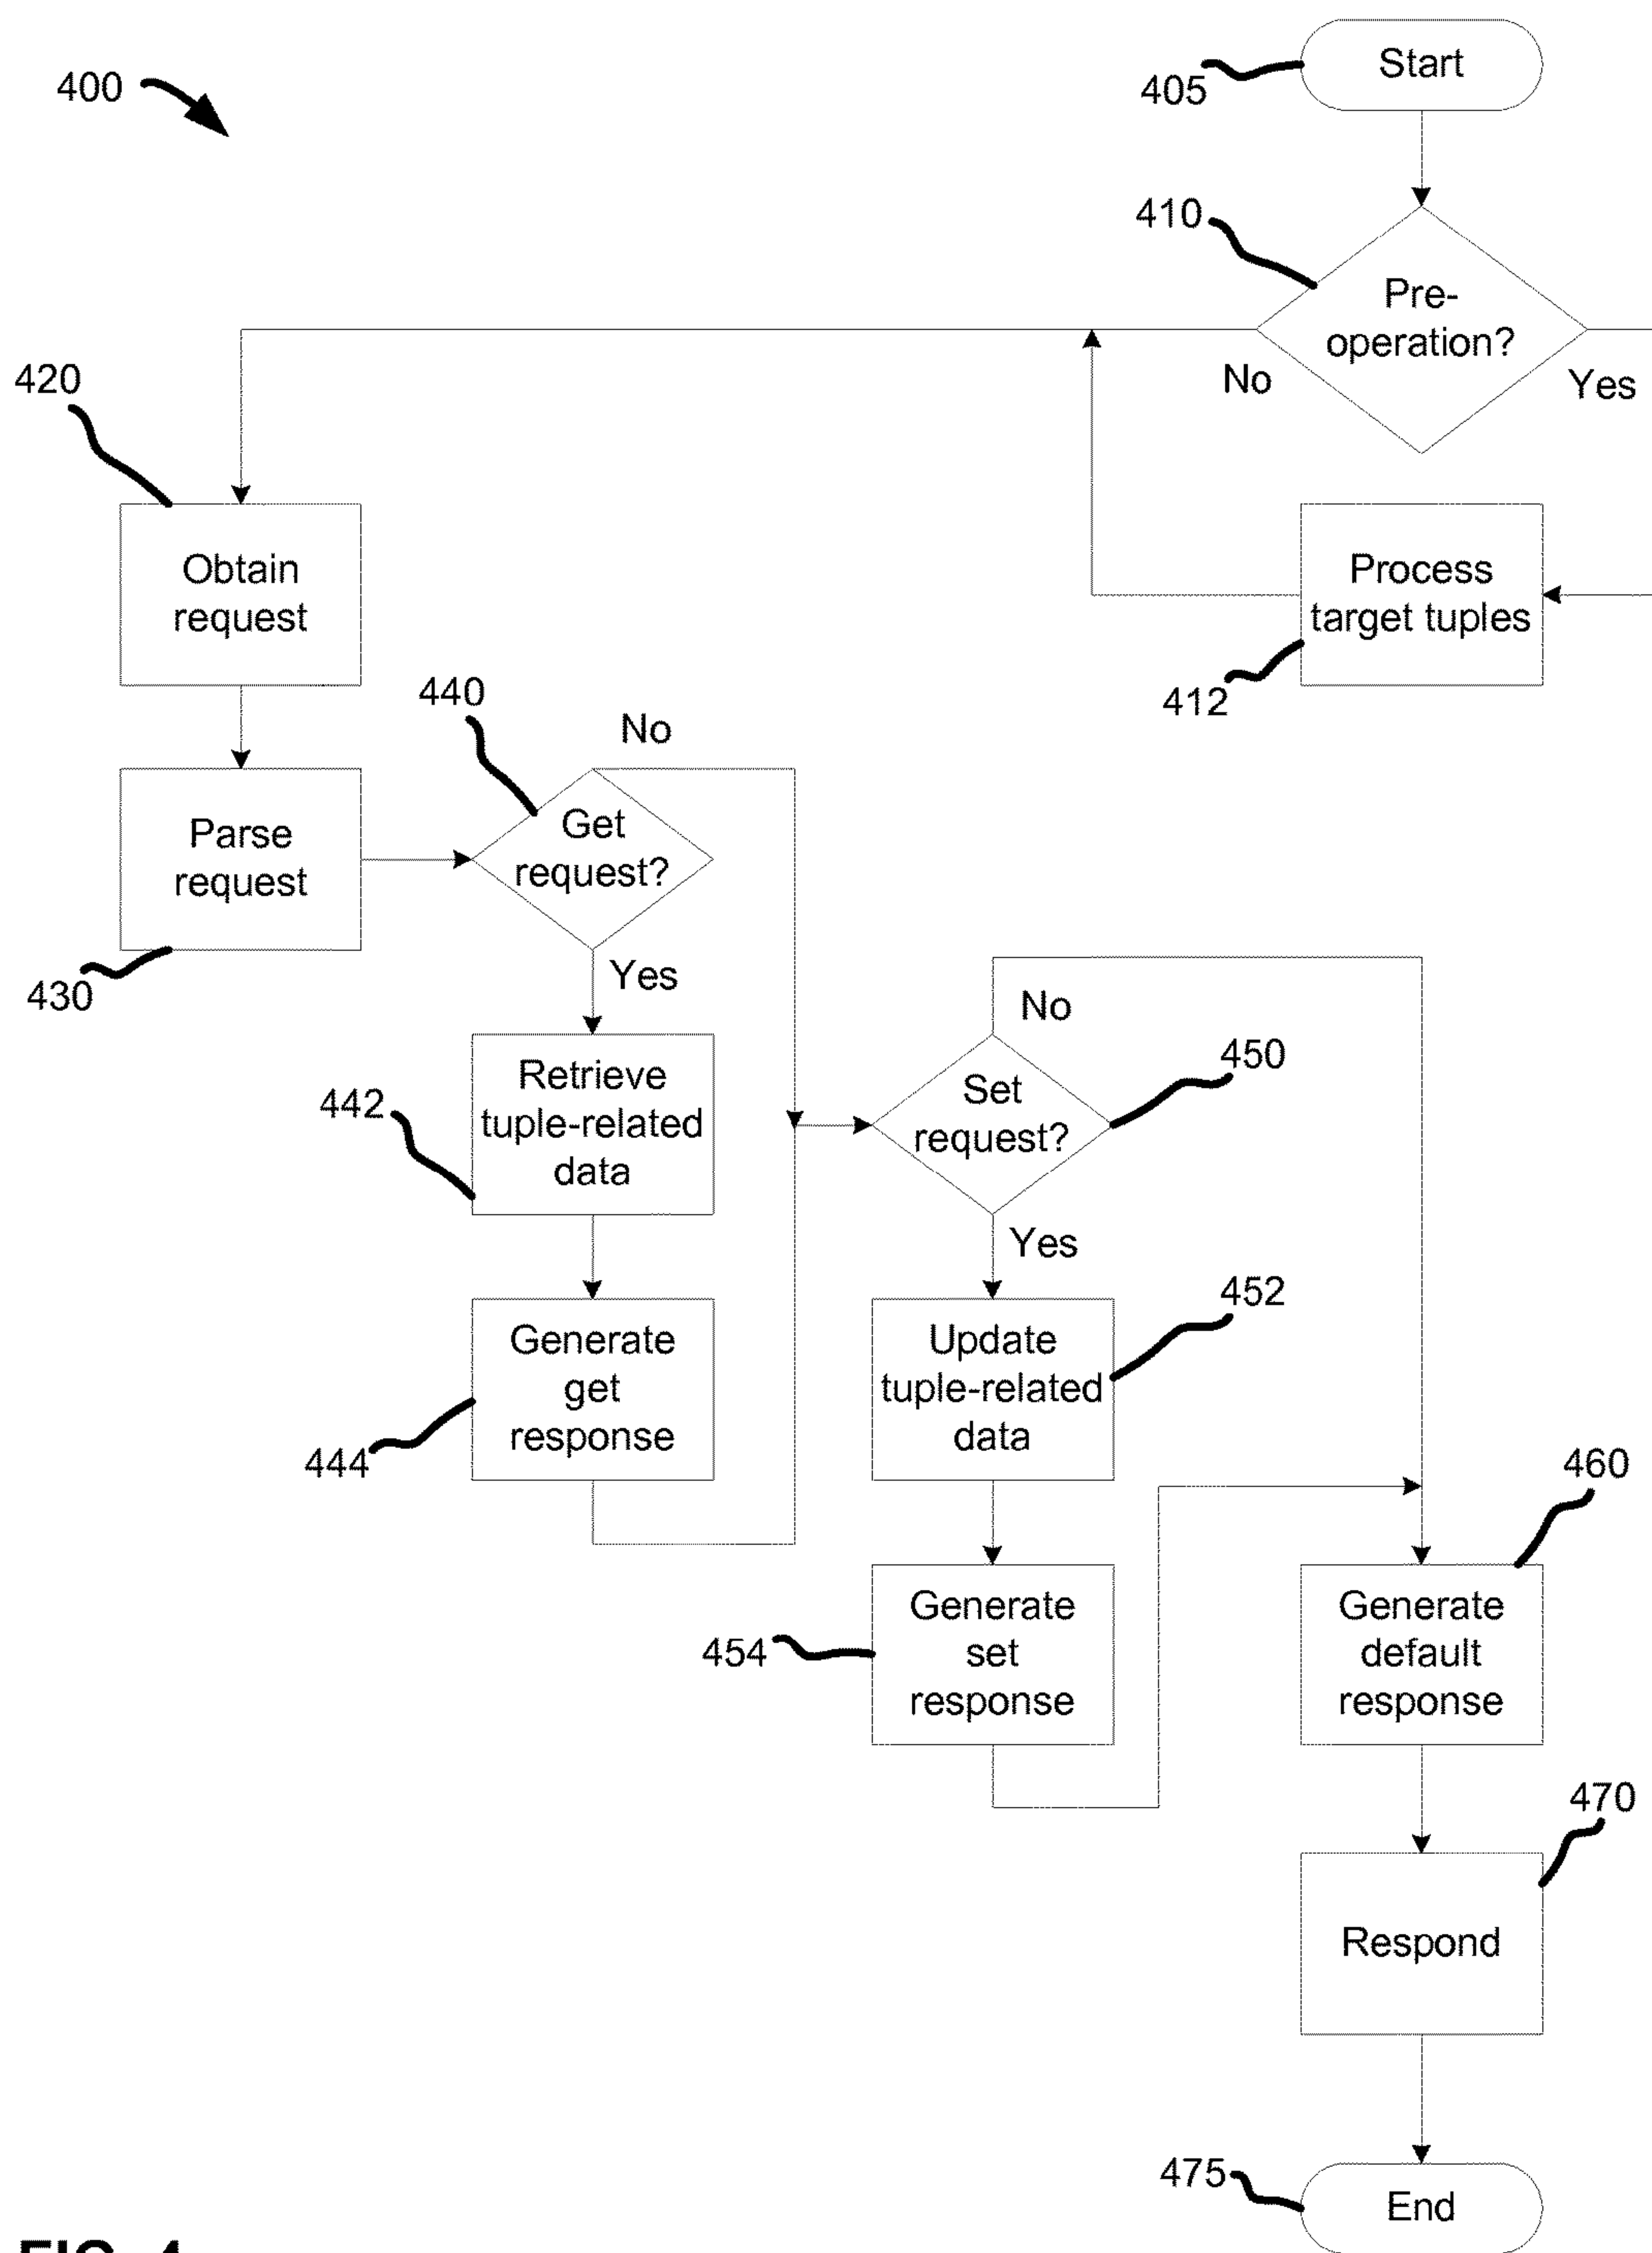 400
Start
405
410
Pre-
operation?
No
Yes
420
Obtain
request
Process
target tuples
412
440
No
Get
request?
Parse
request
430
Yes
No
450
Set
request?
Retrieve
tuple-related
data
442
Yes
452
Generate
get
response
444
Update
tuple-related
data
460
Generate
set
response
454
Generate
default
response
470
Respond
475
End
FIG. 4